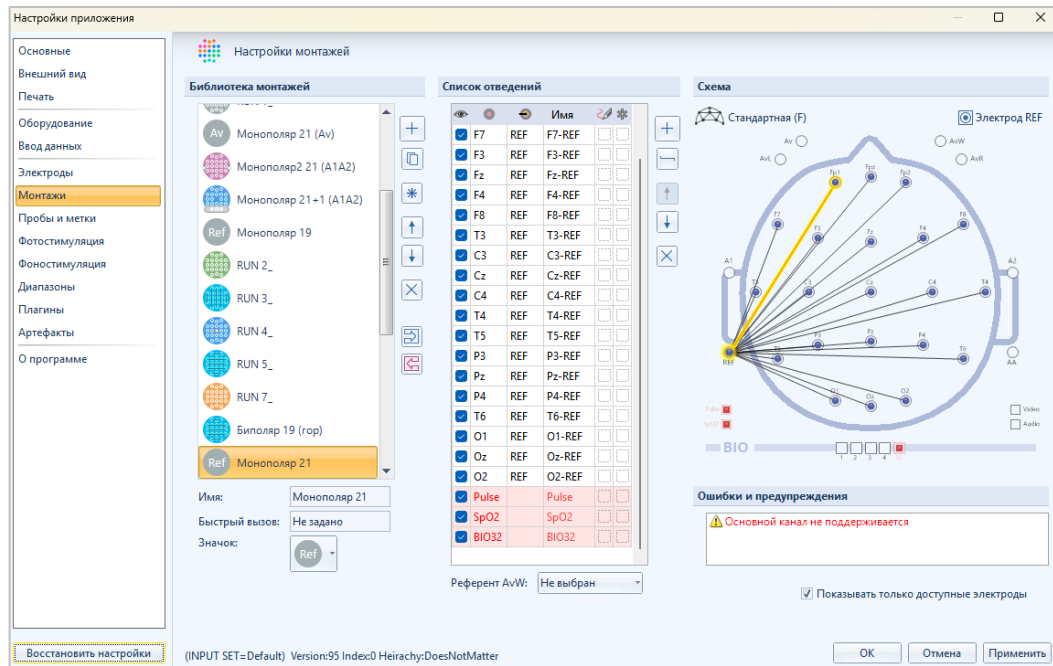 Настройки приложения
Основные
Внешний вид
Печать
Оборудование
Ввод данных
Электроды
Монтажи
Пробы и метки
Фотостимуляция
Фоностимуляция
Диапазоны
Плагины
Артефакты
О программе
Восстановить настройки
Настройки монтажей
Библиотека монтажей
Av Монополяр 21 (Av)
Монополяр2 21 (A1A2)
Монополяр 21+1 (A1A2)
Ref Монополяр 19
RUN 2_
RUN 3_
RUN 4_
RUN 5_
RUN 7_
Биполяр 19 (гор)
Ref Монополяр 21
Имя: Монополяр 21
Быстрый вызов: Не задано
Значок: Ref
Список отведений
Имя
F7 REF F7-REF
F3 REF F3-REF
Fz REF Fz-REF
F4 REF F4-REF
F8 REF F8-REF
T3 REF T3-REF
C3 REF C3-REF
Cz REF Cz-REF
C4 REF C4-REF
T4 REF T4-REF
T5 REF T5-REF
P3 REF P3-REF
Pz REF Pz-REF
P4 REF P4-REF
T6 REF T6-REF
O1 REF O1-REF
Oz REF Oz-REF
O2 REF O2-REF
Pulse Pulse
SpO2 SpO2
BIO32 BIO32
Референт AvW: Не выбран
Схема
Стандартная (F) Электрод REF
Av AvW
AvL AvR
Fp1 Fpz Fp2
F7 F3 Fz F4 F8
A1 A2
T3 C3 Cz C4 T4
P3 Pz P4
REF T5 T6 AA
O1 Oz O2
Pulse Video
SpO2 Audio
BIO
1 2 3 4
Ошибки и предупреждения
Основной канал не поддерживается
Показывать только доступные электроды
(INPUT SET=Default) Version:95 Index:0 Heirachy:DoesNotMatter
ОК Отмена Применить